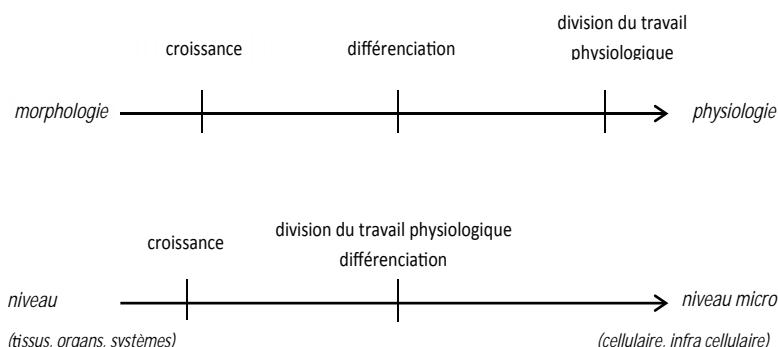 croissance différenciation division du travail
physiologique
morphologie physiologie
croissance division du travail physiologique
différenciation
niveau niveau micro
(tissus, organs, systèmes) (cellulaire, infra cellulaire)